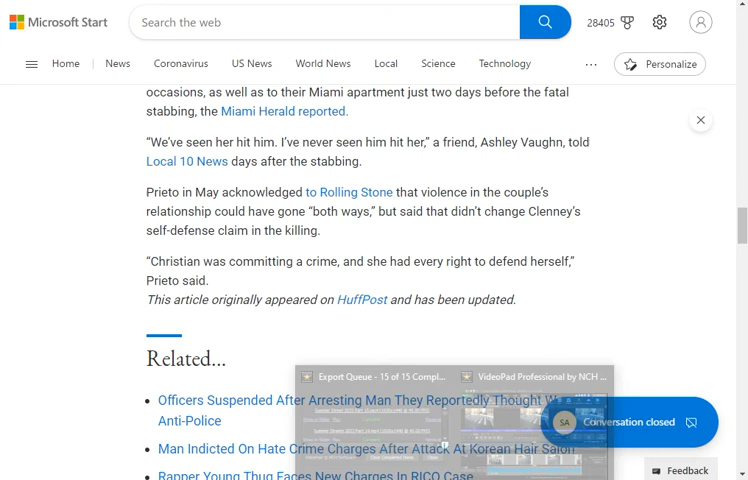 Microsoft Start
Search the web
28405
Home
News
Coronavirus
US News
World News
Local
Science
Technology
...
Personalize
occasions, as well as to their Miami apartment just two days before the fatal
stabbing, the Miami Herald reported.
“We’ve seen her hit him. I’ve never seen him hit her,” a friend, Ashley Vaughn, told
Local 10 News days after the stabbing.
Prieto in May acknowledged to Rolling Stone that violence in the couple’s
relationship could have gone “both ways,” but said that didn’t change Clenney’s
self-defense claim in the killing.
“Christian was committing a crime, and she had every right to defend herself,”
Prieto said.
This article originally appeared on HuffPost and has been updated.
Related...
Export Queue - 15 of 15 Compl...
VideoPad Professional by NCH ...
Officers Suspended After Arresting Man They Reportedly Thought W
Anti-Police
SA
Conversation closed
Man Indicted On Hate Crime Charges After Attack At Korean Hair Salon
Feedback
Rapper Young Thug Faces New Charges In RICO Case